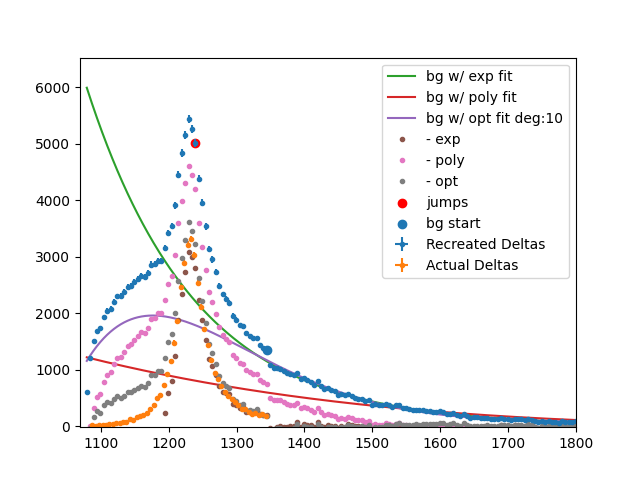 6000
5000
4000
3000
2000
1000
0
1100
1200
1300
1400
1500
1600
1700
1800
bg w/ exp fit
bg w/ poly fit
bg w/ opt fit deg:10
- exp
- poly
- opt
jumps
bg start
Recreated Deltas
Actual Deltas